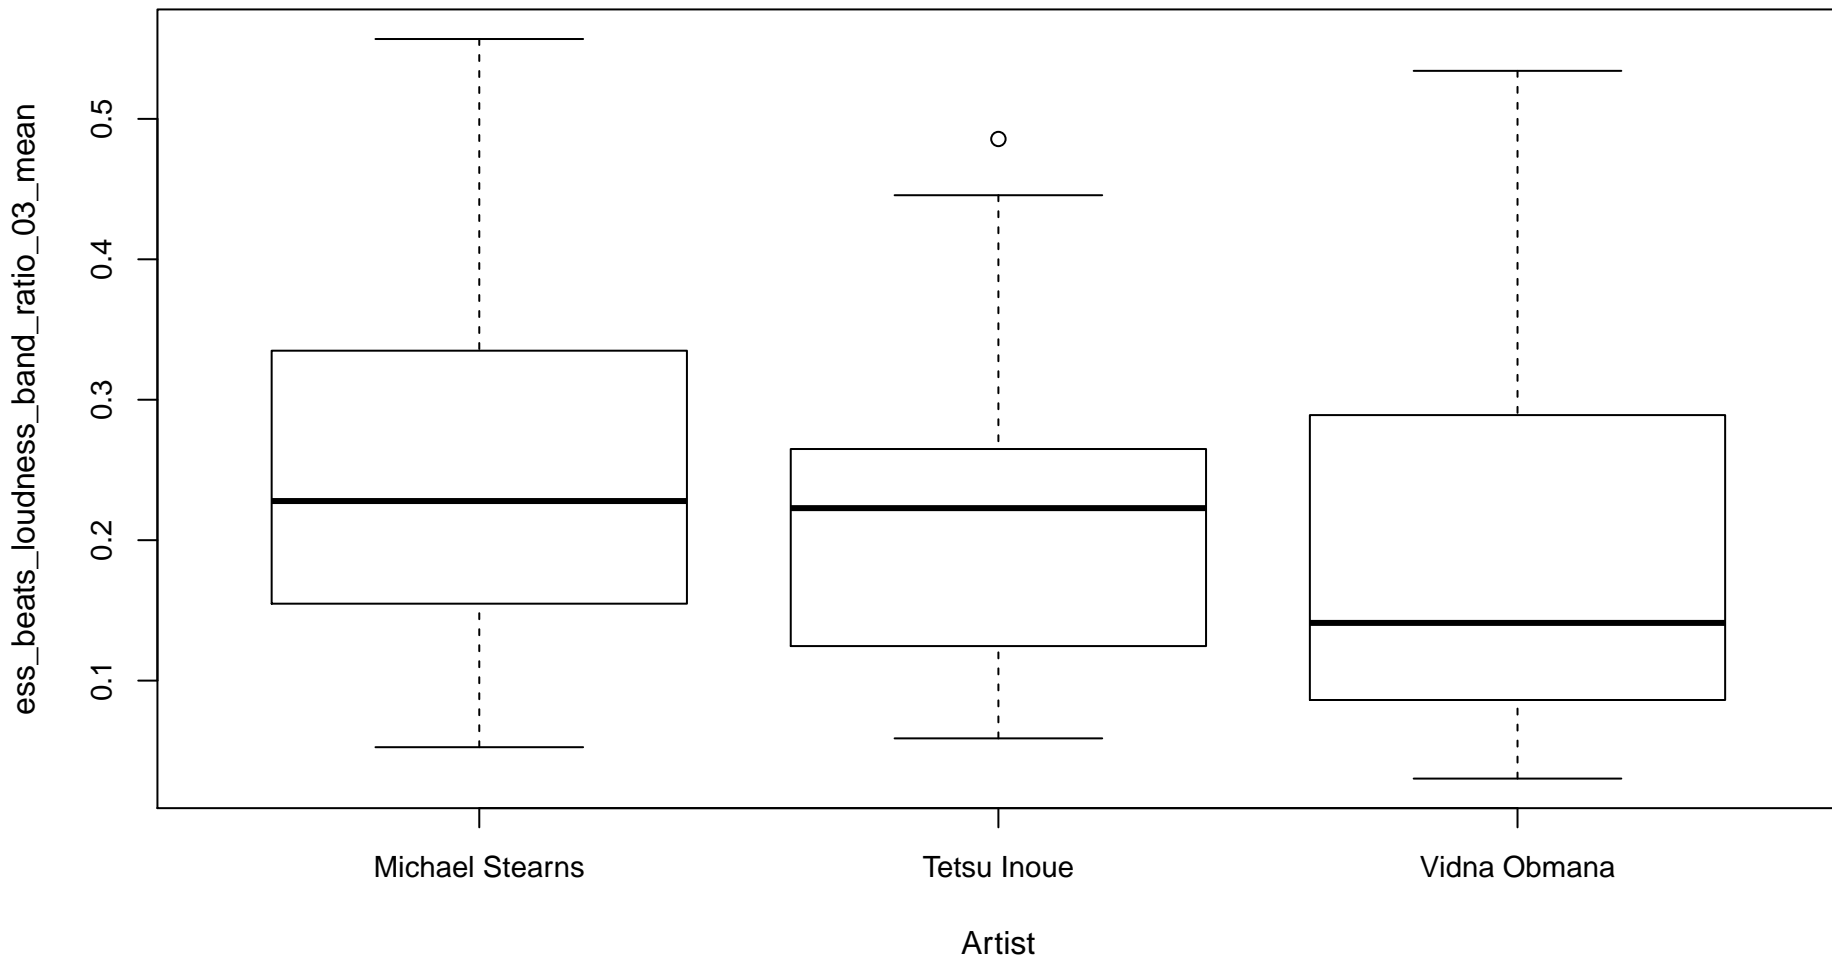 ess_beats_loudness_band_ratio_03_mean
0.5
0.4
0.3
0.2
0.1
Michael Stearns
Tetsu Inoue
Vidna Obmana
Artist